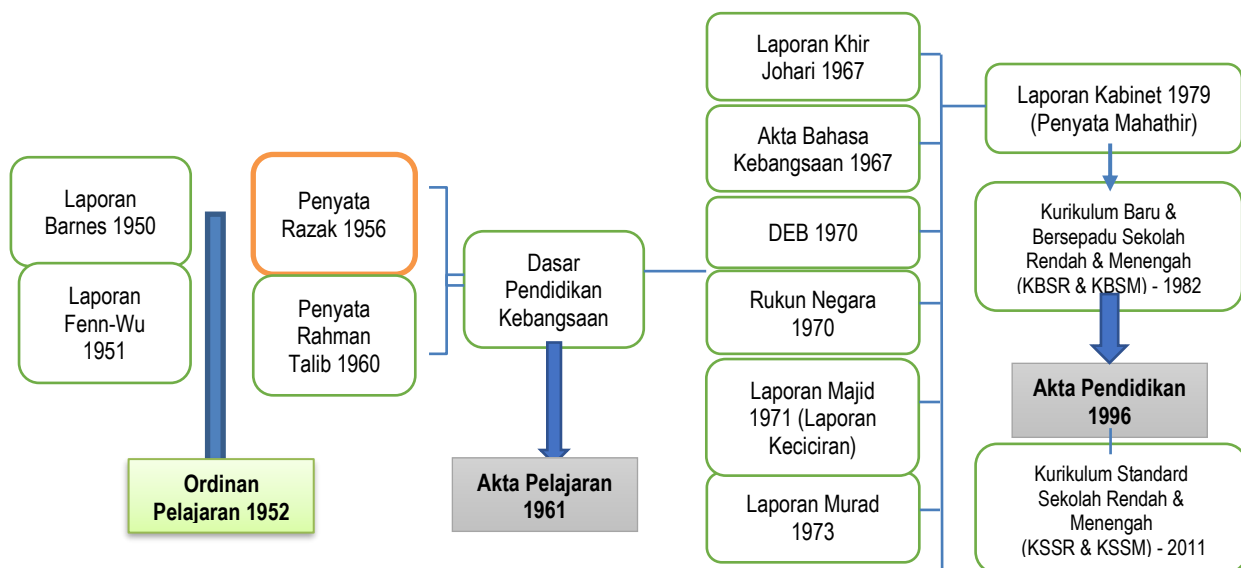 Laporan
Barnes 1950
Laporan
Fenn-Wu
1951
Ordinan
Pelajaran 1952
Penyata
Razak 1956
Penyata
Rahman
Talib 1960
Dasar
Pendidikan
Kebangsaan
Akta Pelajaran
1961
Laporan Khir
Johari 1967
Akta Bahasa
Kebangsaan 1967
DEB 1970
Rukun Negara
1970
Laporan Majid
1971 (Laporan
Keciciran)
Laporan Murad
1973
Laporan Kabinet 1979
(Penyata Mahathir)
Kurikulum Baru &
Bersepadu Sekolah
Rendah & Menengah
(KBSR & KBSM) - 1982
Akta Pendidikan
1996
Kurikulum Standard
Sekolah Rendah &
Menengah
(KSSR & KSSM) - 2011